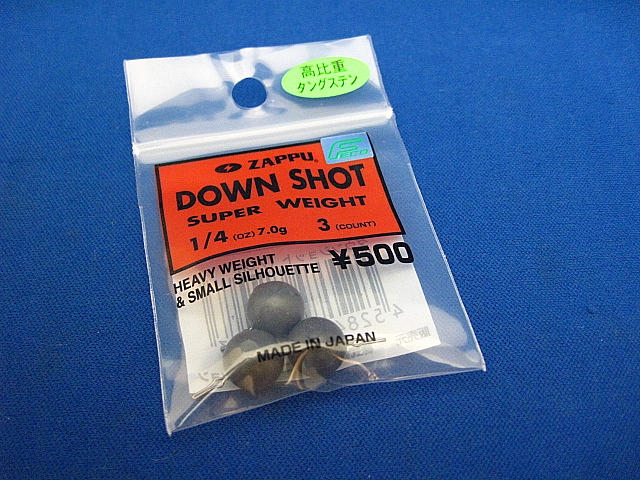 高比重
タングステン
Feco
ZAPPU®
DOWN SHOT
SUPER WEIGHT
1/4 (OZ) 7.0g 3 (COUNT)
¥500
HEAVY WEIGHT
& SMALL SILHOUETTE
MADE IN JAPAN